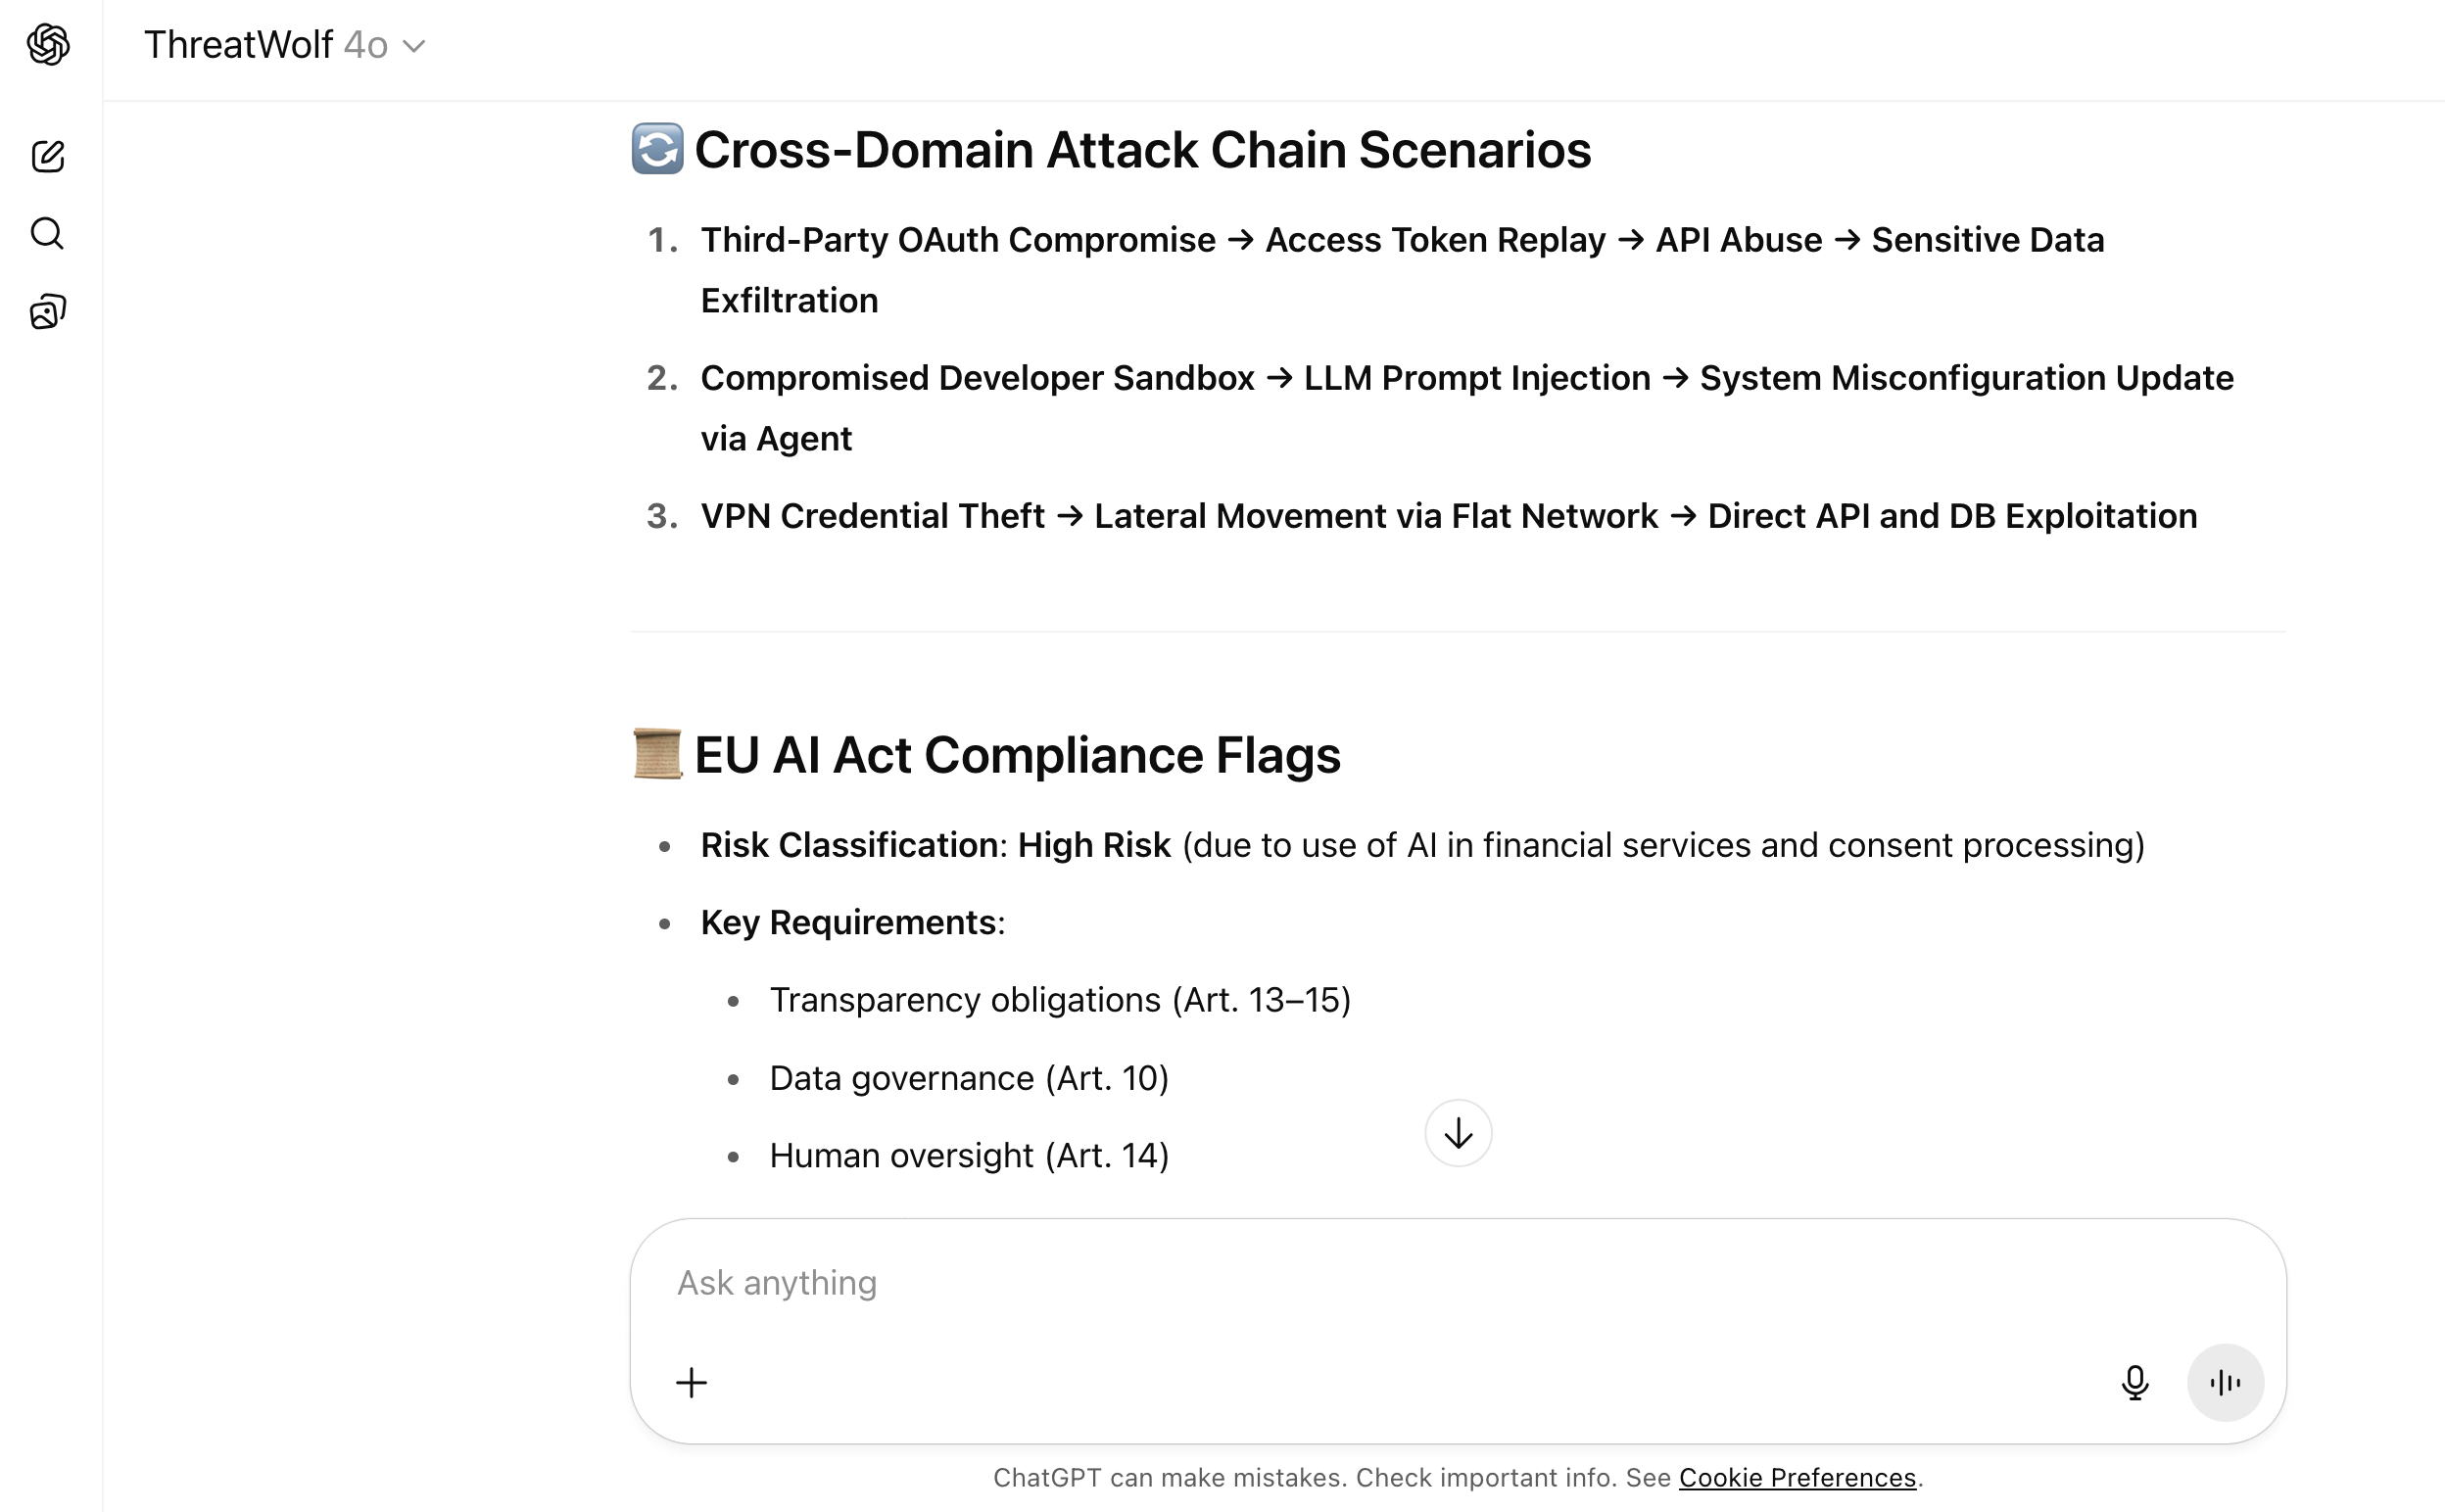 ThreatWolf 4o
Cross-Domain Attack Chain Scenarios
1. Third-Party OAuth Compromise → Access Token Replay → API Abuse → Sensitive Data
Exfiltration
2. Compromised Developer Sandbox → LLM Prompt Injection → System Misconfiguration Update
via Agent
3. VPN Credential Theft → Lateral Movement via Flat Network → Direct API and DB Exploitation
EU AI Act Compliance Flags
• Risk Classification: High Risk (due to use of AI in financial services and consent processing)
• Key Requirements:
• Transparency obligations (Art. 13–15)
• Data governance (Art. 10)
• Human oversight (Art. 14)
Ask anything
ChatGPT can make mistakes. Check important info. See Cookie Preferences.